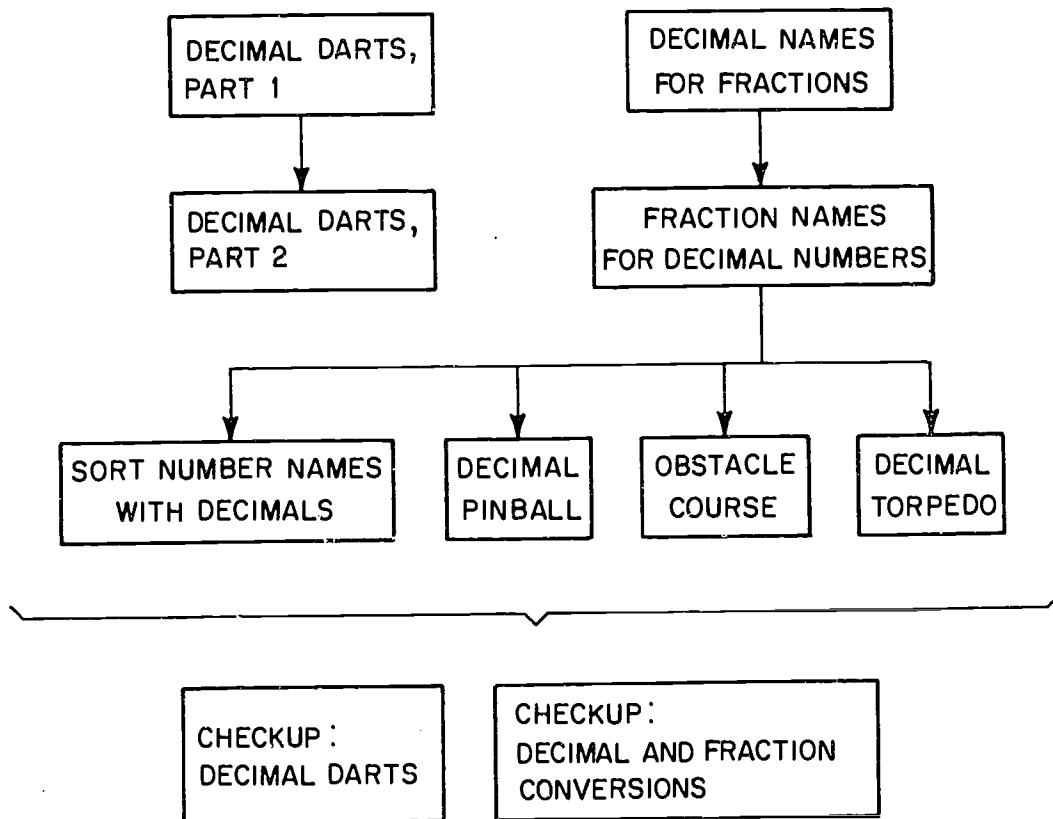 DECIMAL DARTS,
PART 1
DECIMAL NAMES
FOR FRACTIONS
DECIMAL DARTS,
PART 2
FRACTION NAMES
FOR DECIMAL NUMBERS
SORT NUMBER NAMES
WITH DECIMALS
DECIMAL
PINBALL
OBSTACLE
COURSE
DECIMAL
TORPEDO
CHECKUP:
DECIMAL DARTS
CHECKUP:
DECIMAL AND FRACTION
CONVERSIONS